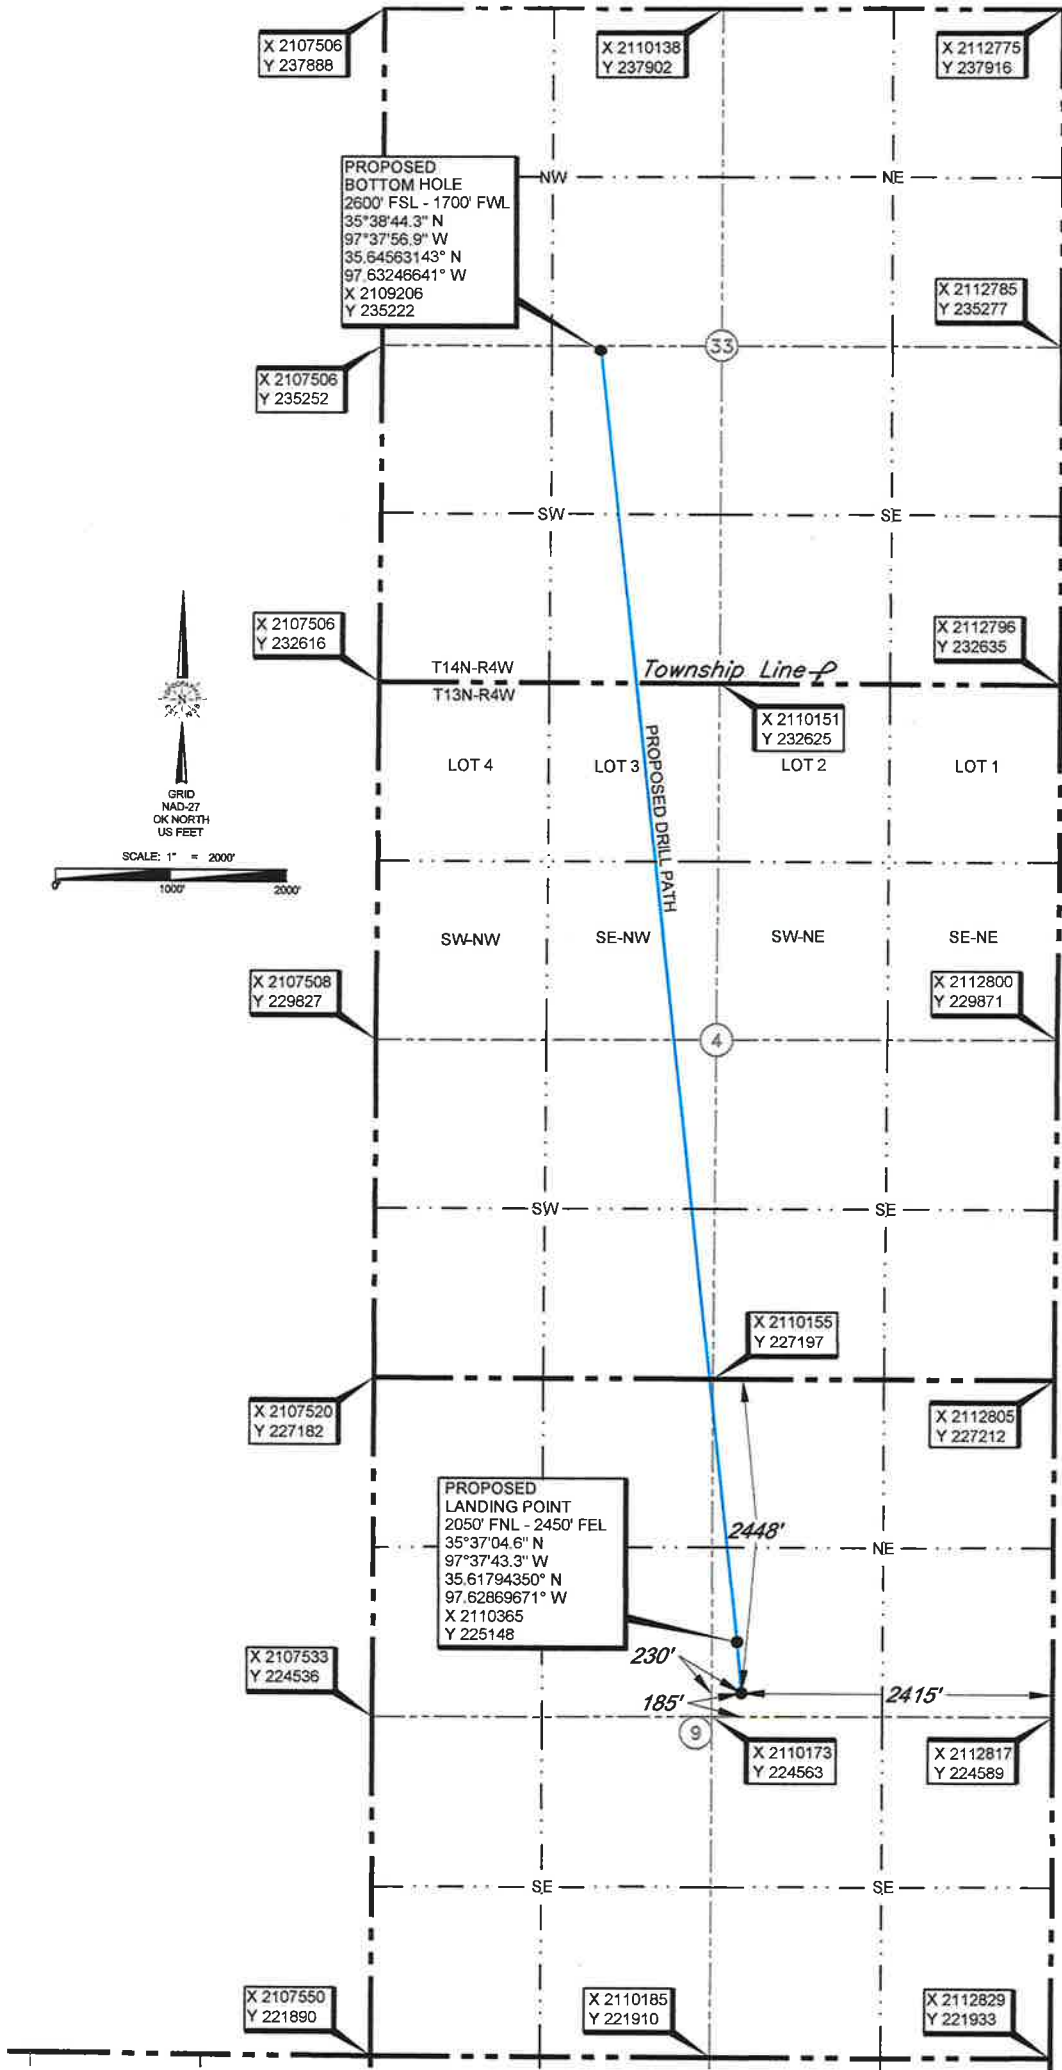 X 2107506
Y 237888
X 2110138
Y 237902
X 2112775
Y 237916
PROPOSED
BOTTOM HOLE
2600' FSL - 1700' FWL
35°38'44.3" N
97°37'56.9" W
35.64563143° N
97.63246641° W
X 2109206
Y 235222
NW
NE
X 2112785
Y 235277
33
X 2107506
Y 235252
SW
SE
X 2107506
Y 232616
X 2112796
Y 232635
T14N-R4W
Township Line
T13N-R4W
X 2110151
Y 232625
N
GRID
NAD-27
OK NORTH
US FEET
SCALE: 1" = 2000'
0'
1000'
2000'
LOT 4
LOT 3
LOT 2
LOT 1
PROPOSED DRILL PATH
SW-NW
SE-NW
SW-NE
SE-NE
X 2107508
Y 229827
X 2112800
Y 229871
4
SW
SE
X 2110155
Y 227197
X 2107520
Y 227182
X 2112805
Y 227212
PROPOSED
LANDING POINT
2050' FNL - 2450' FEL
35°37'04.6" N
97°37'43.3" W
35.61794350° N
97.62869671° W
X 2110365
Y 225148
2448'
NE
X 2107533
Y 224536
230'
185'
2415'
9
X 2110173
Y 224563
X 2112817
Y 224589
SE
SE
X 2107550
Y 221890
X 2110185
Y 221910
X 2112829
Y 221933